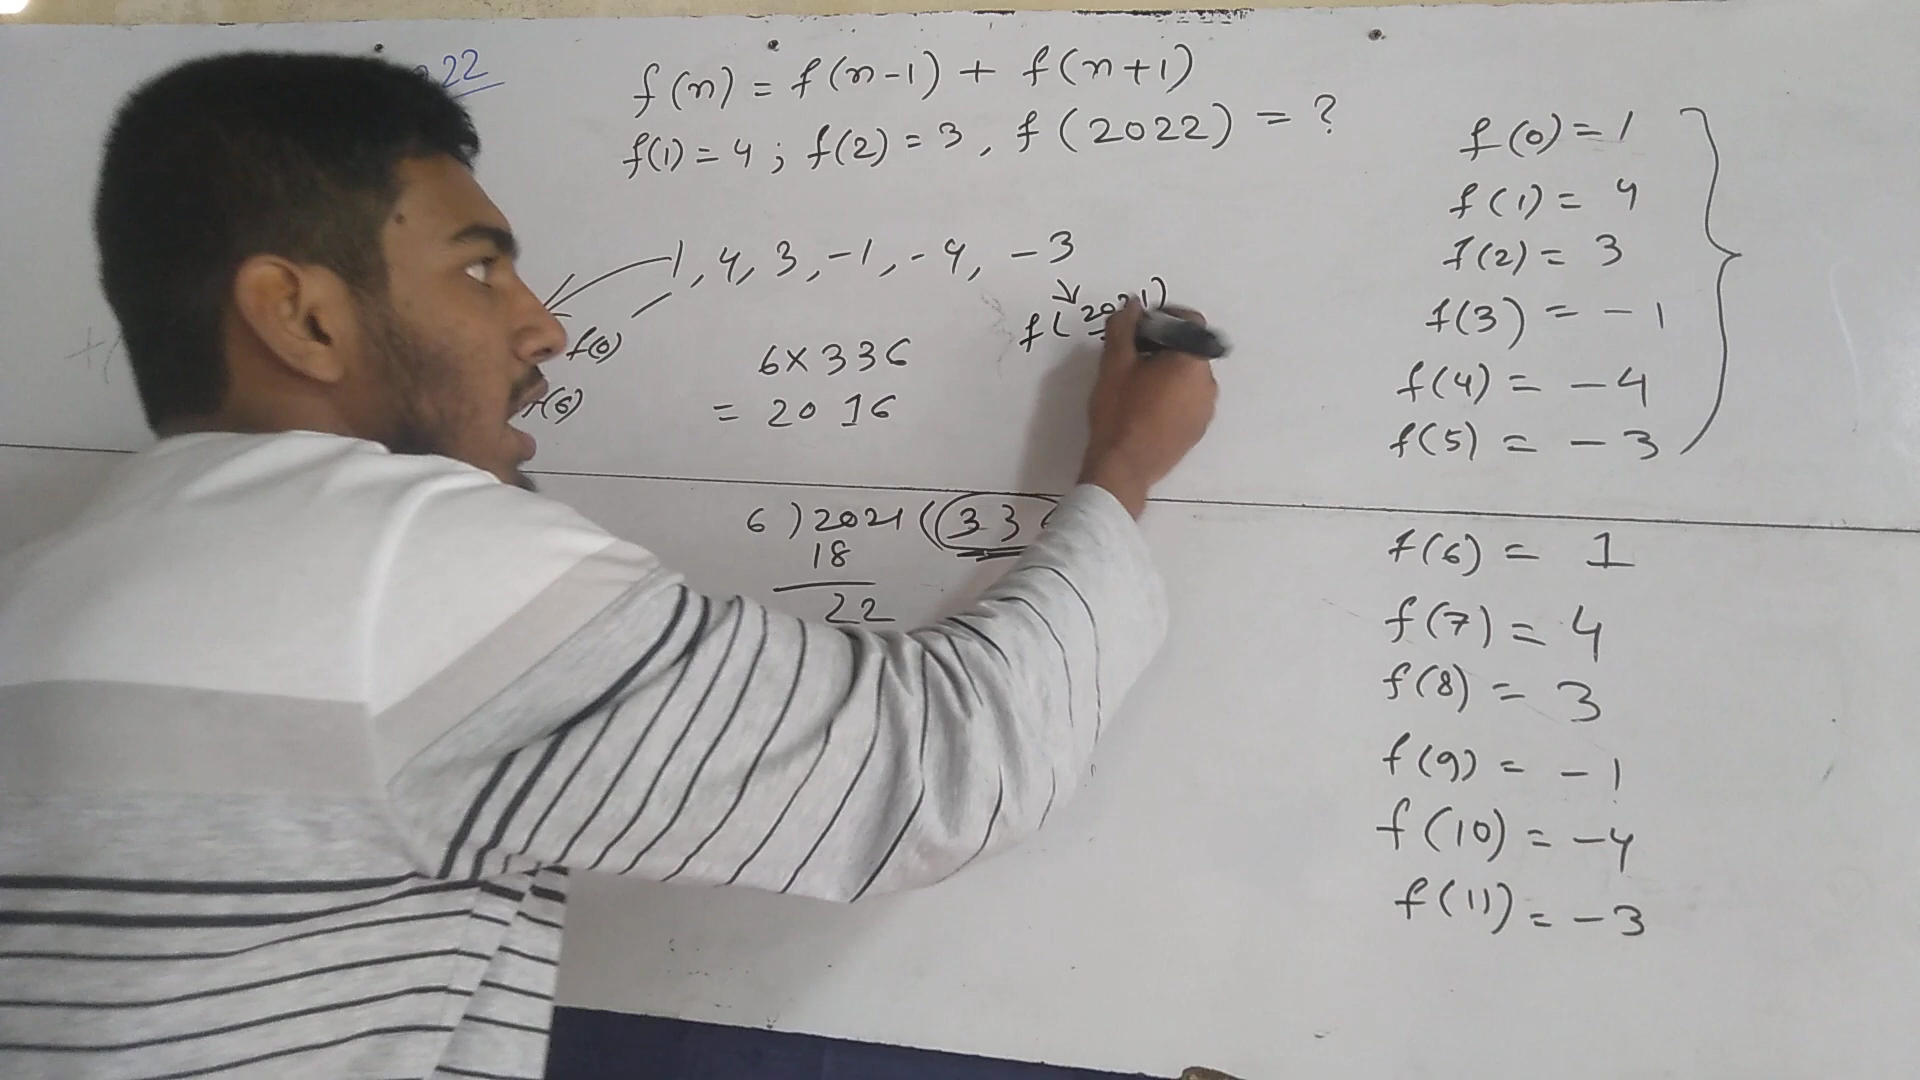 22
f(n) = f(n-1) + f(n+1)
f(1) = 4 ; f(2) = 3 , f(2022) = ?
1, 4, 3, -1, -4, -3
f(0)
f(6)
f(2021)
6 × 336
= 2016
6 ) 2021 ( 33
18
22
f(0) = 1
f(1) = 4
f(2) = 3
f(3) = -1
f(4) = -4
f(5) = -3
f(6) = 1
f(7) = 4
f(8) = 3
f(9) = -1
f(10) = -4
f(11) = -3